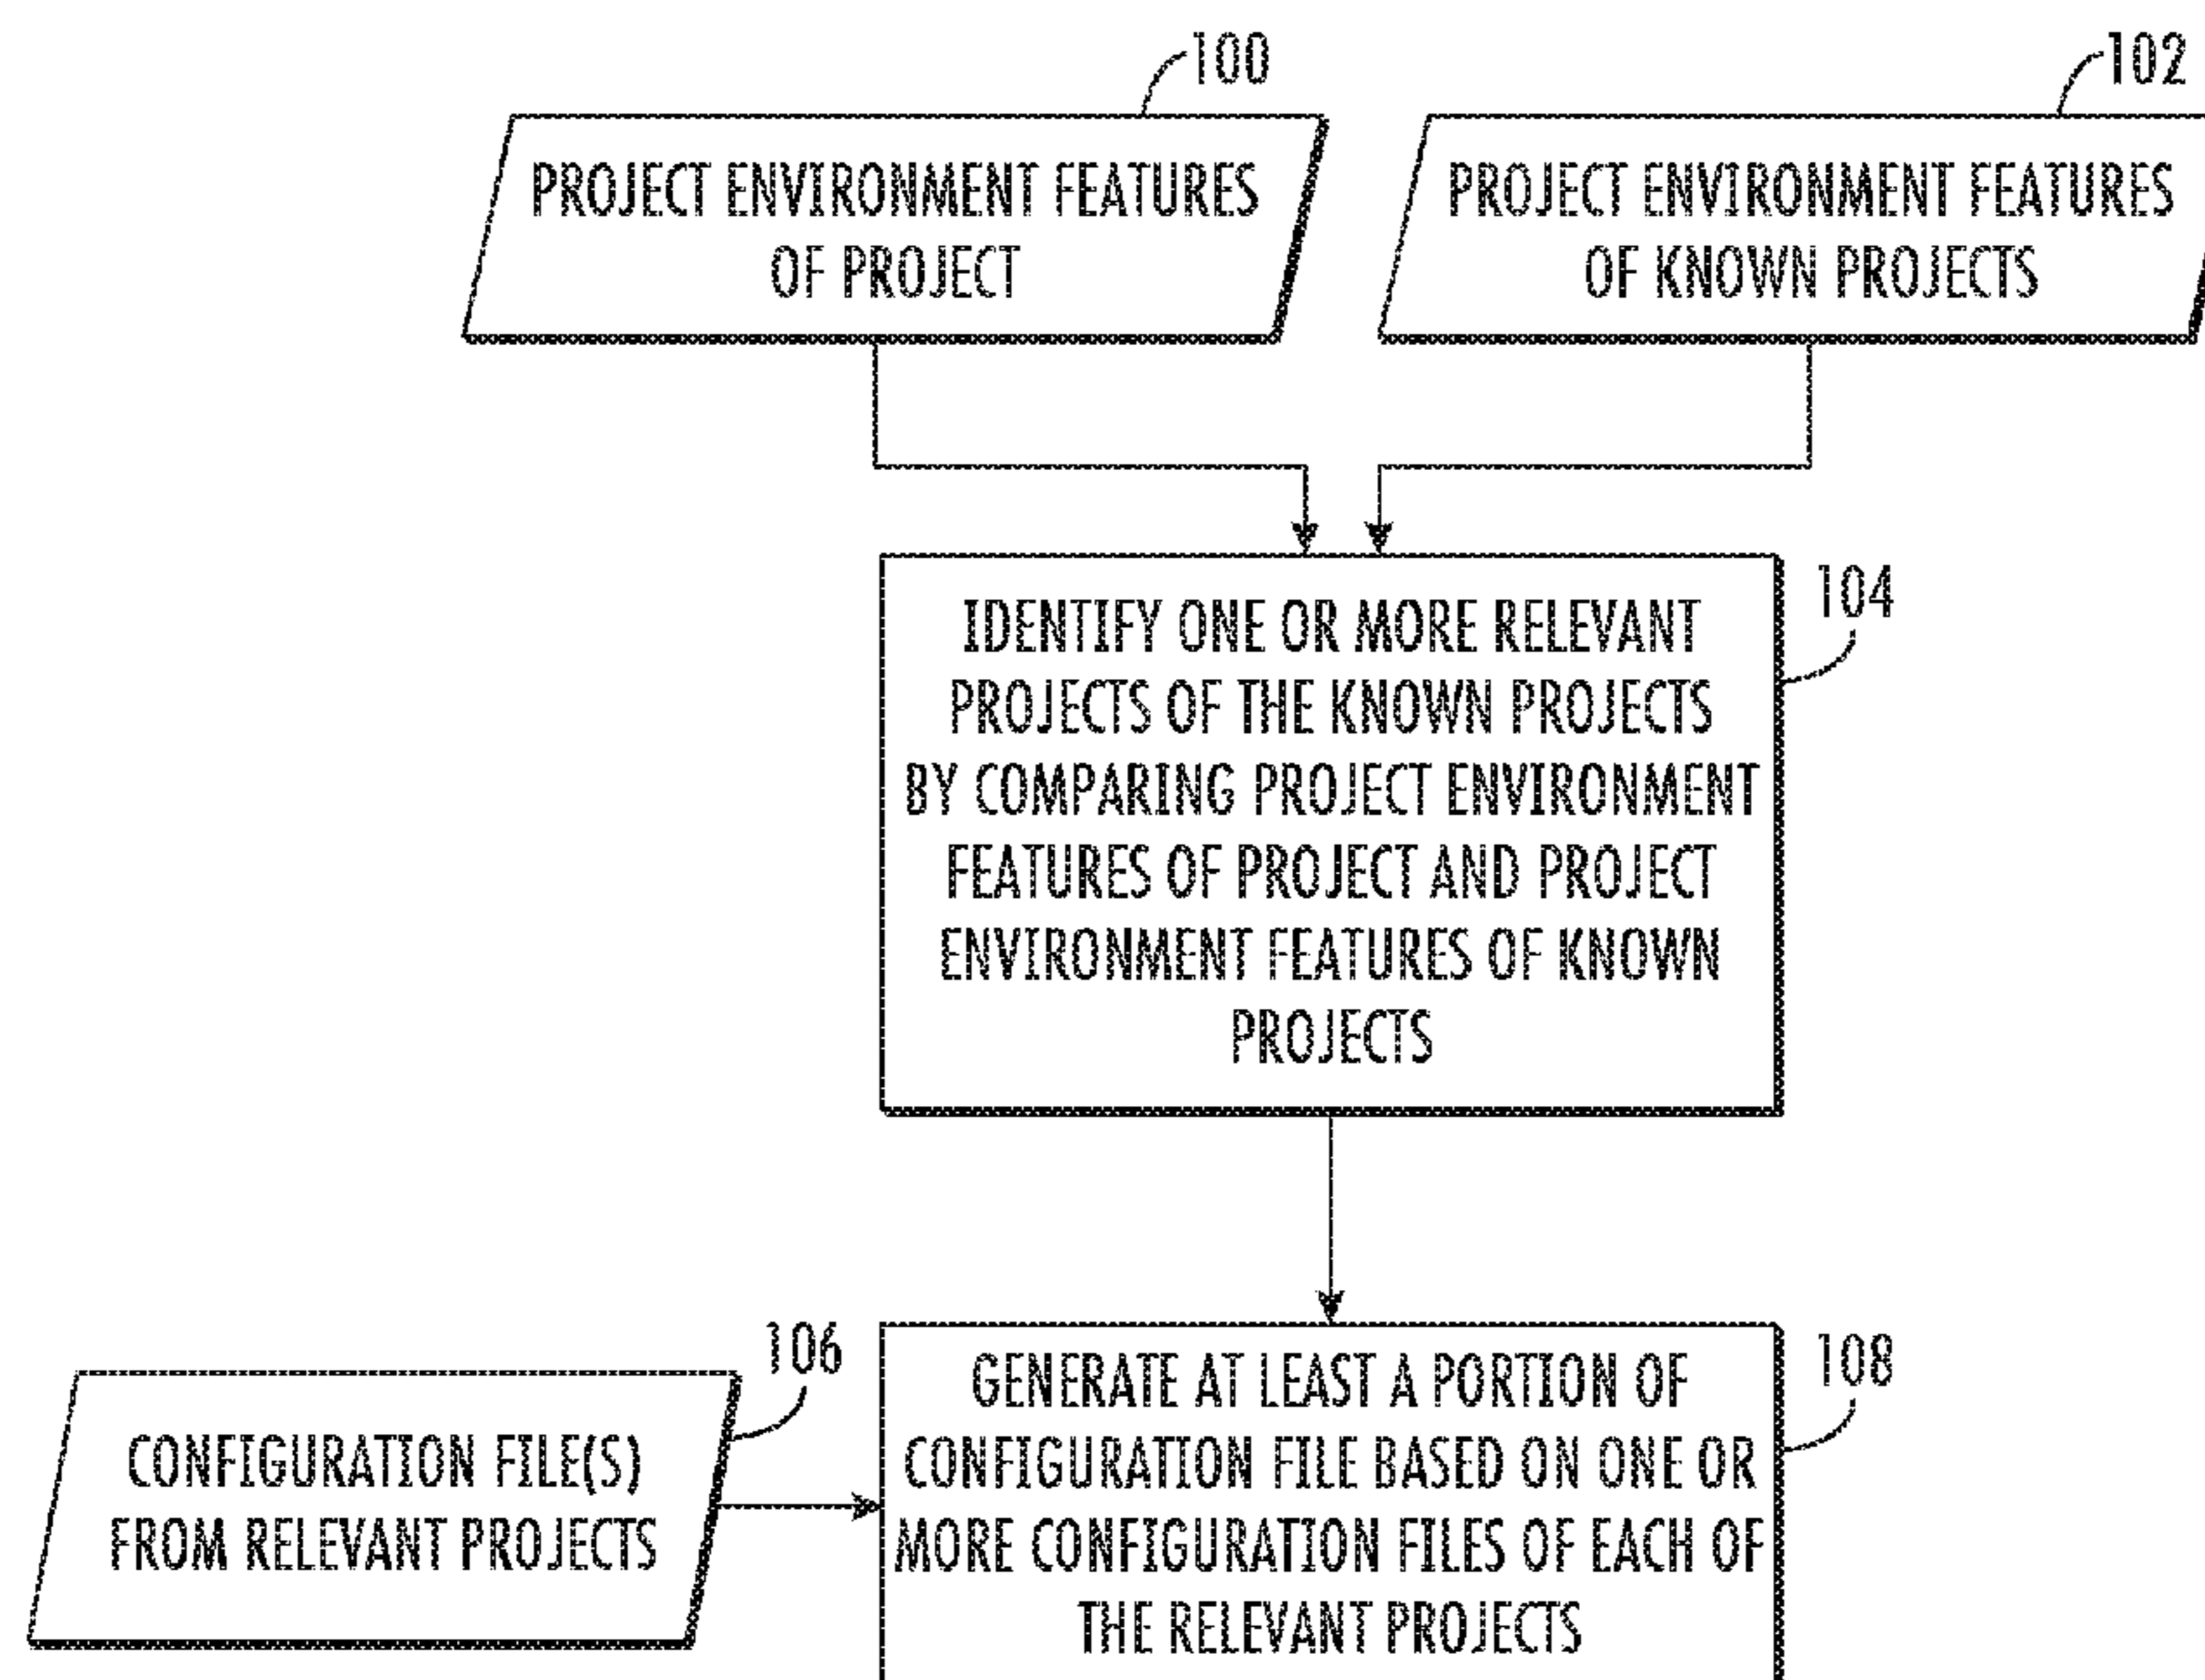 100
PROJECT ENVIRONMENT FEATURES
OF PROJECT
102
PROJECT ENVIRONMENT FEATURES
OF KNOWN PROJECTS
104
IDENTIFY ONE OR MORE RELEVANT
PROJECTS OF THE KNOWN PROJECTS
BY COMPARING PROJECT ENVIRONMENT
FEATURES OF PROJECT AND PROJECT
ENVIRONMENT FEATURES OF KNOWN
PROJECTS
106
CONFIGURATION FILE(S)
FROM RELEVANT PROJECTS
108
GENERATE AT LEAST A PORTION OF
CONFIGURATION FILE BASED ON ONE OR
MORE CONFIGURATION FILES OF EACH OF
THE RELEVANT PROJECTS